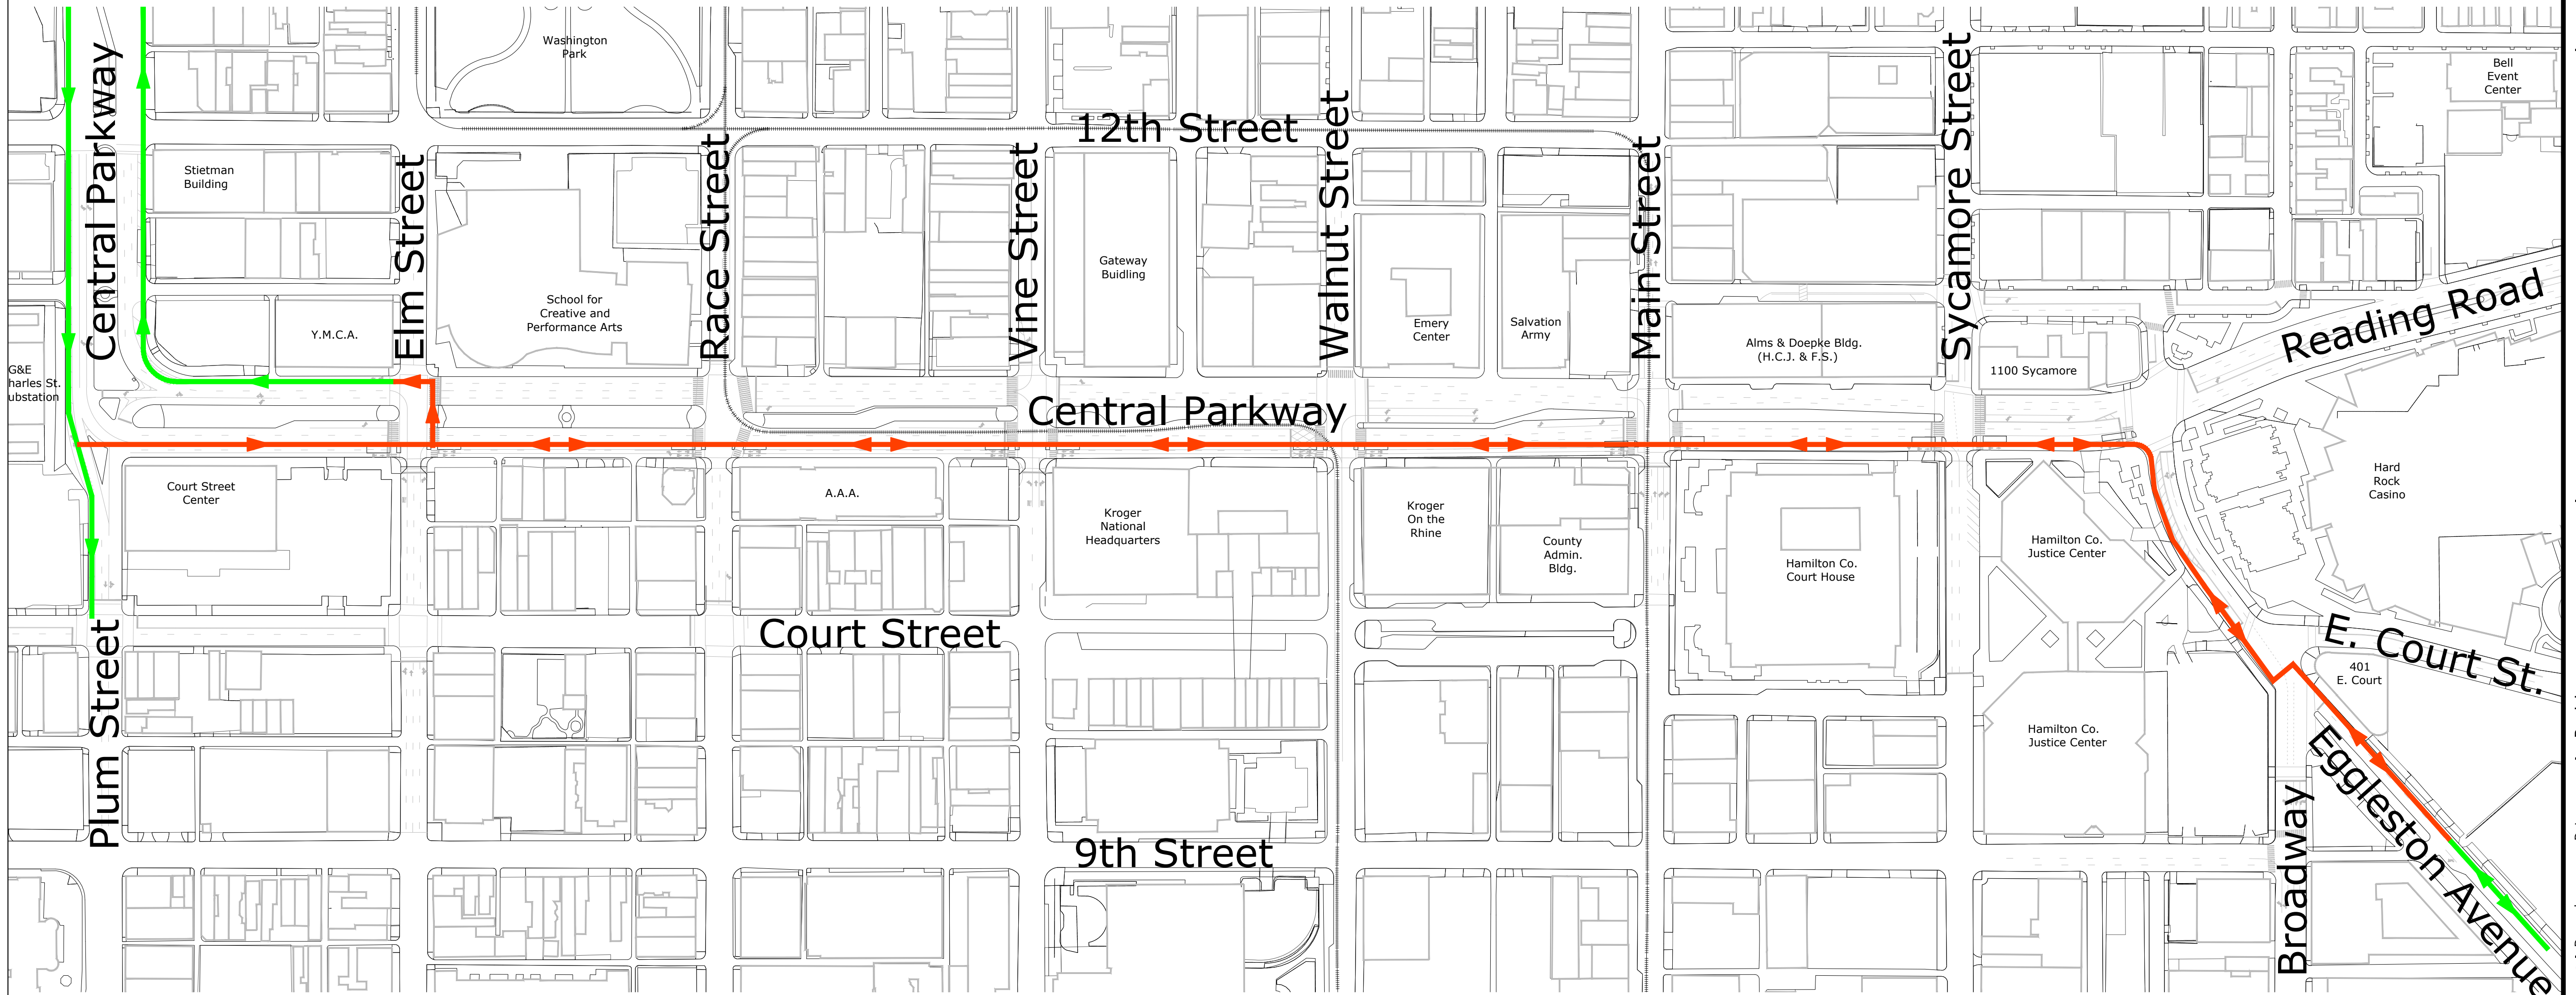 Washington
Park
Bell
Event
Center
Central Parkway
12th Street
Stietman
Building
Elm Street
Race Street
Vine Street
Walnut Street
Main Street
Sycamore Street
Gateway
Buidling
School for
Creative and
Performance Arts
Y.M.C.A.
Emery
Center
Salvation
Army
Alms & Doepke Bldg.
(H.C.J. & F.S.)
1100 Sycamore
Reading Road
G&E
harles St.
ubstation
Central Parkway
Court Street
Center
A.A.A.
Kroger
National
Headquarters
Kroger
On the
Rhine
County
Admin.
Bldg.
Hamilton Co.
Court House
Hamilton Co.
Justice Center
Hard
Rock
Casino
Plum Street
Court Street
E. Court St.
401
E. Court
Hamilton Co.
Justice Center
9th Street
Broadway
Eggleston Avenue